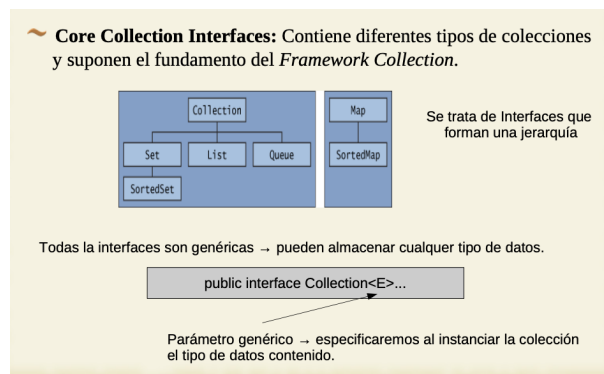 Core Collection Interfaces: Contiene diferentes tipos de colecciones
y suponen el fundamento del Framework Collection.
Collection
Map
Se trata de Interfaces que
forman una jerarquía
Set
List
Queue
SortedMap
SortedSet
Todas la interfaces son genéricas → pueden almacenar cualquer tipo de datos.
public interface Collection<E>...
Parámetro genérico → especificaremos al instanciar la colección
el tipo de datos contenido.